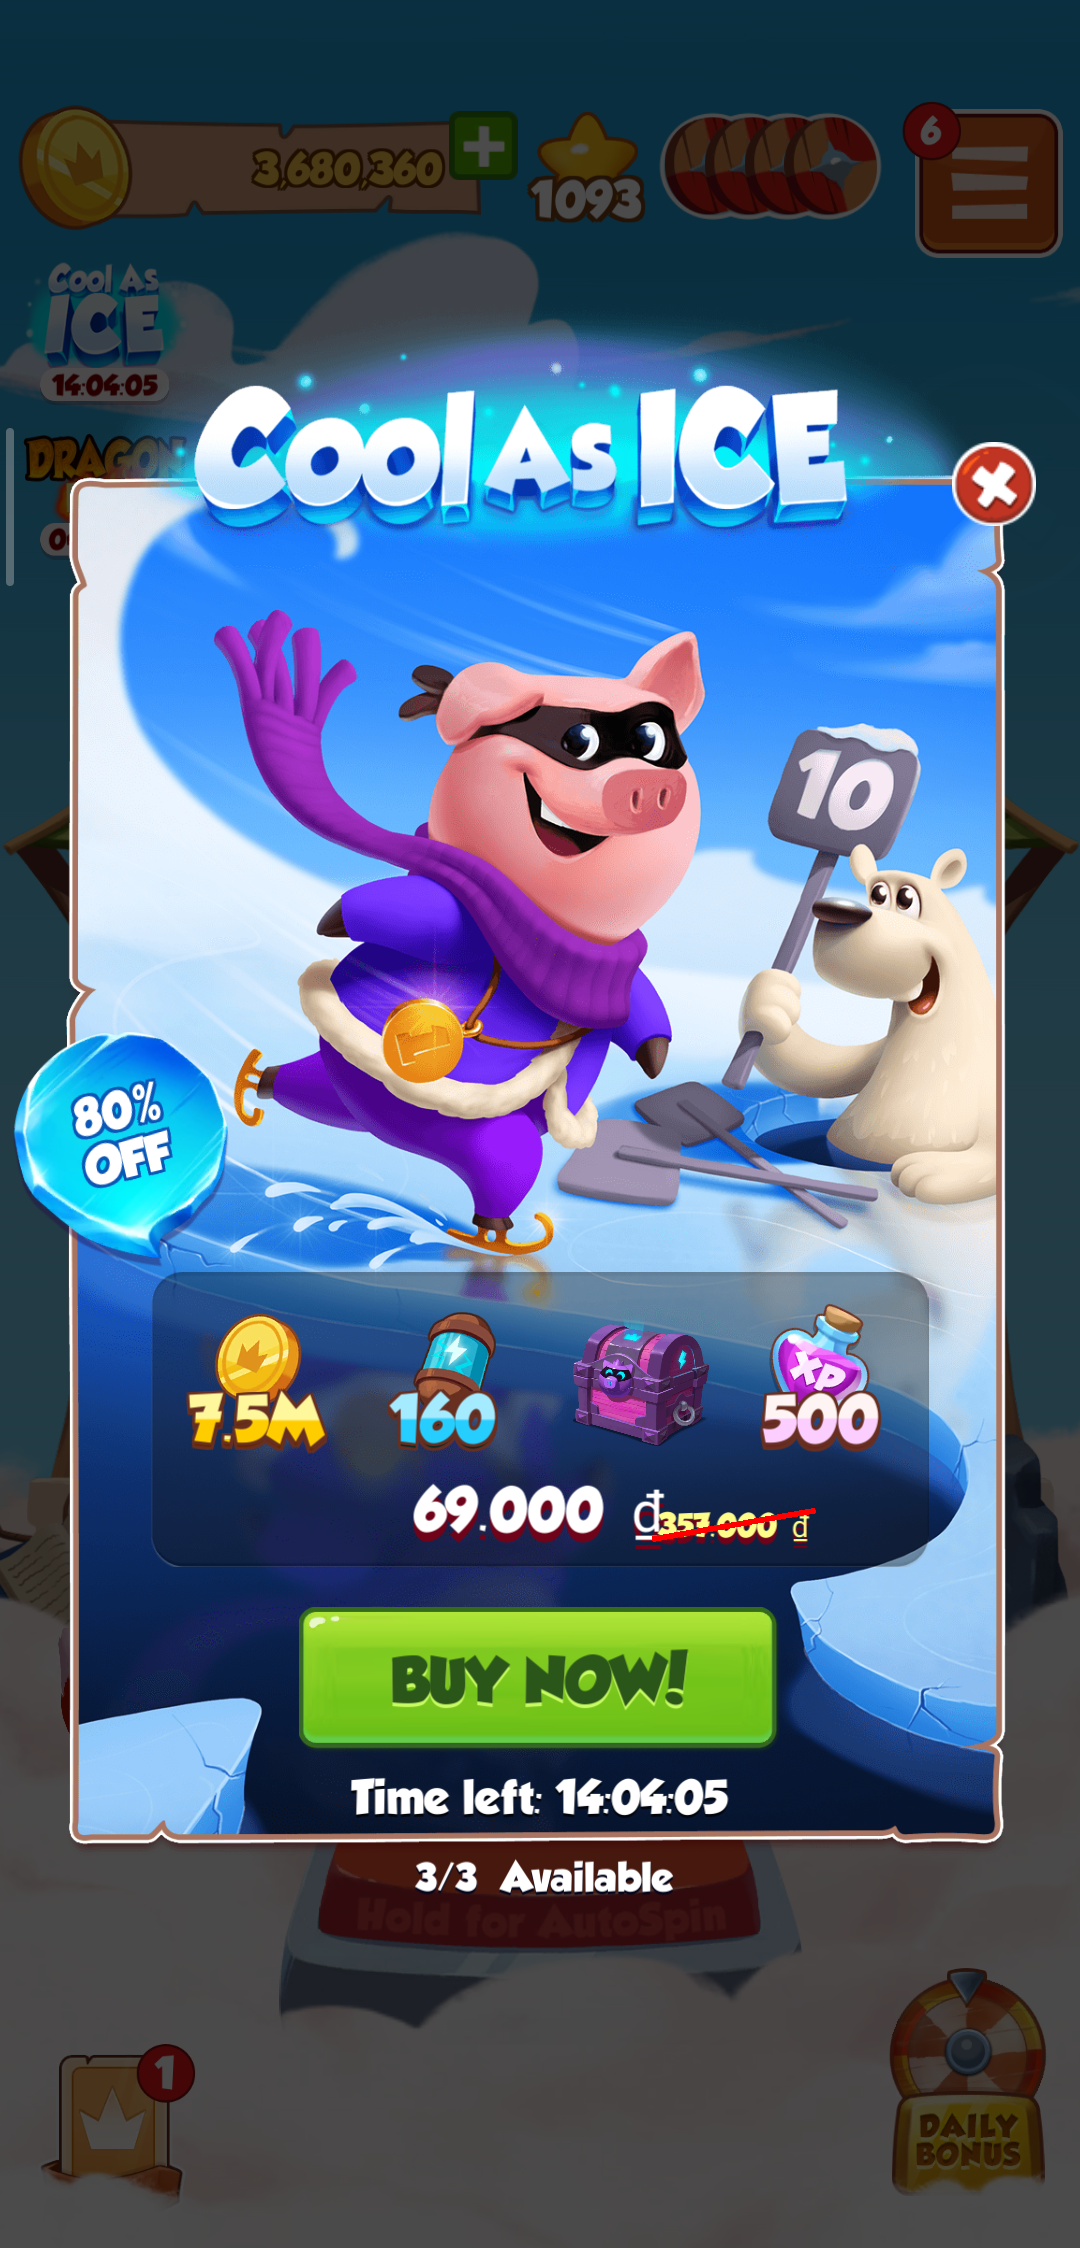 3,680,360
1093
6
Cool As
ICE
14:04:05
DRAGON
Cool As ICE
10
80%
OFF
XP
7.5M
160
500
69.000 ₫
357.000 ₫
BUY NOW!
Time left: 14:04:05
3/3 Available
Hold for AutoSpin
1
DAILY
BONUS